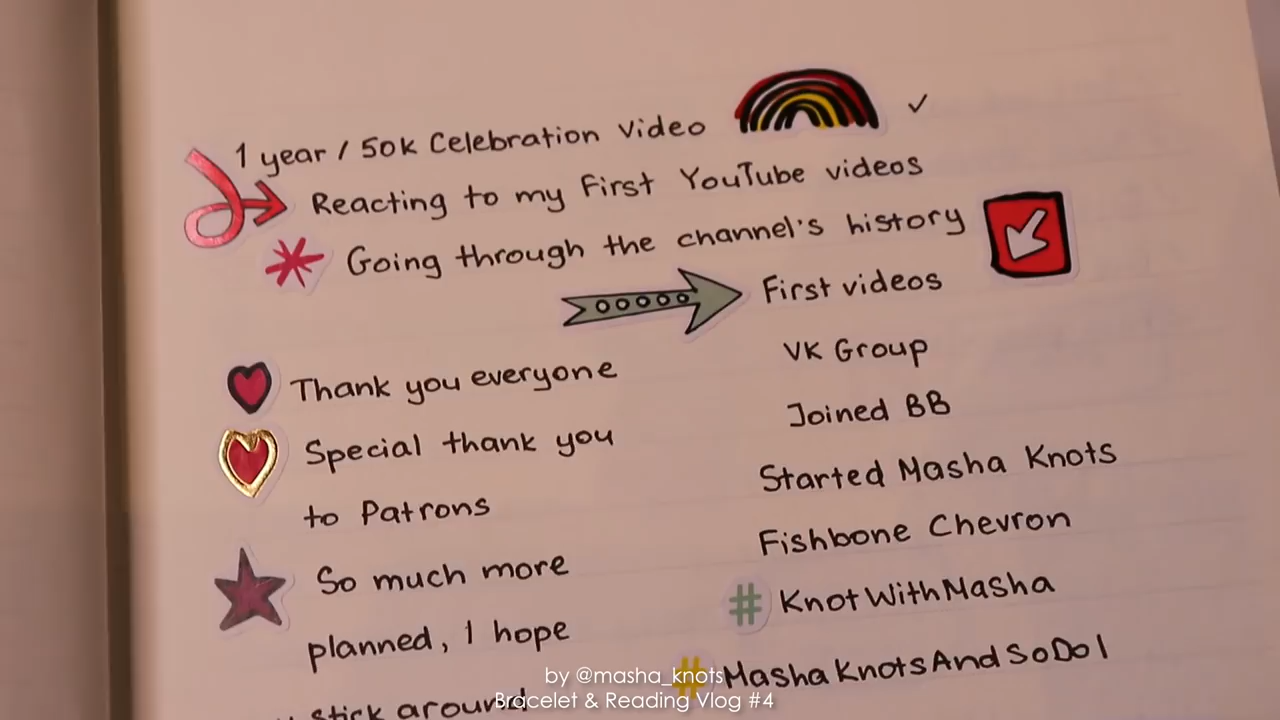 1 year / 50k Celebration Video ✓
Reacting to my First YouTube videos
Going through the channel's history
First videos
VK Group
Joined BB
Started Masha Knots
Fishbone Chevron
# KnotWithMasha
# MashaKnotsAndSoDoI
Thank you everyone
Special thank you
to Patrons
So much more
planned, I hope
stick around
by @masha_knots
Bracelet & Reading Vlog #4